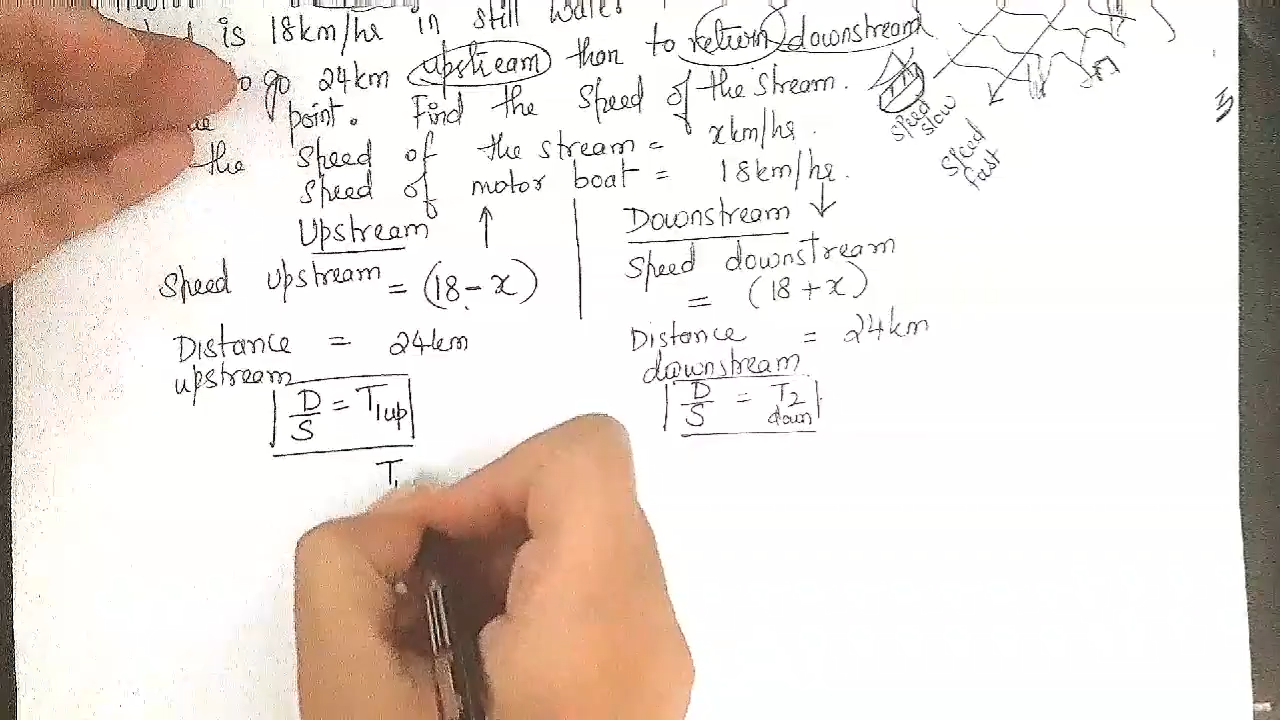 is 18km/hr in still water
go 24km upstream than to return downstream
point. Find the speed of the stream.
the speed of the stream = x km/hr.
speed of motor boat = 18km/hr.
Upstream ↑
Speed upstream = (18 - x)
Distance = 24km
upstream
D/S = T1 up
T1
Downstream ↓
Speed downstream
= (18 + x)
Distance = 24km
downstream
D/S = T2 down
Speed slow
Speed fast